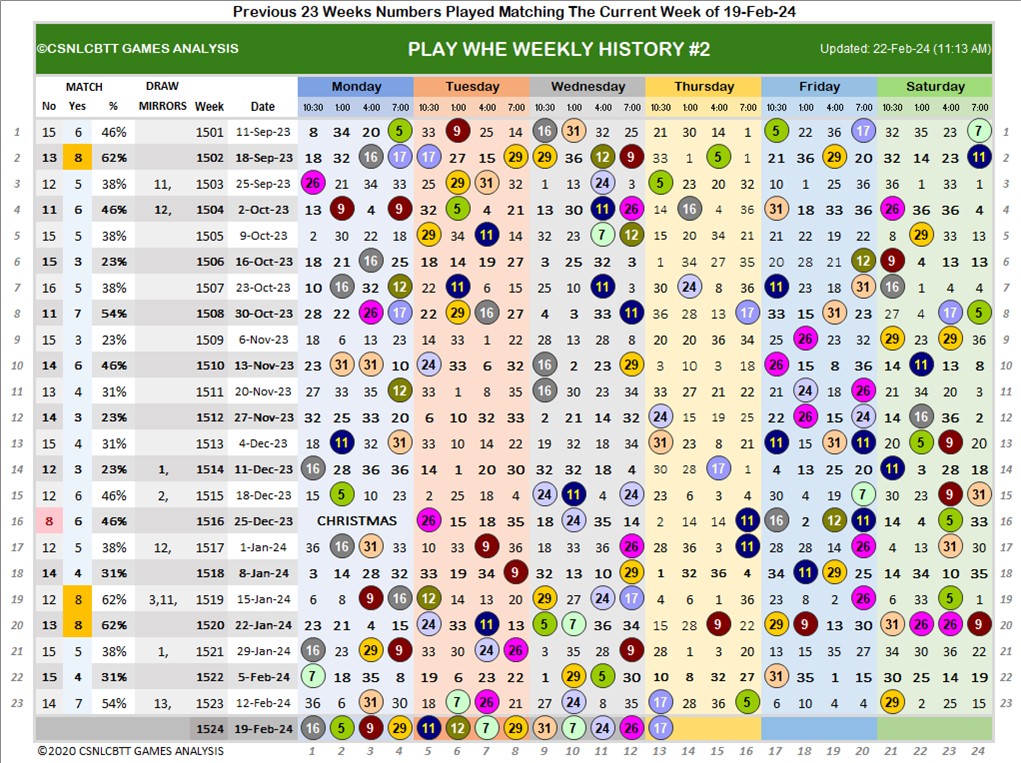 Previous 23 Weeks Numbers Played Matching The Current Week of 19-Feb-24
©CSNLCBTT GAMES ANALYSIS PLAY WHE WEEKLY HISTORY #2 Updated: 22-Feb-24 (11:13 AM)
MATCH DRAW Monday Tuesday Wednesday Thursday Friday Saturday
No Yes % MIRRORS Week Date 10:30 1:00 4:00 7:00 10:30 1:00 4:00 7:00 10:30 1:00 4:00 7:00 10:30 1:00 4:00 7:00 10:30 1:00 4:00 7:00 10:30 1:00 4:00 7:00
1 15 6 46% 1501 11-Sep-23 8 34 20 5 33 9 25 14 16 31 32 25 21 30 14 1 5 22 36 17 32 35 23 7 1
2 13 8 62% 1502 18-Sep-23 18 32 16 17 17 27 15 29 29 36 12 9 33 1 5 1 21 36 29 20 32 14 23 11 2
3 12 5 38% 11, 1503 25-Sep-23 26 21 34 33 25 29 31 32 1 13 24 3 5 23 20 32 10 1 25 36 36 1 33 1 3
4 11 6 46% 12, 1504 2-Oct-23 13 9 4 9 32 5 4 21 13 30 11 26 14 16 4 36 31 18 33 36 26 36 36 4 4
5 15 5 38% 1505 9-Oct-23 2 30 22 18 29 34 11 14 32 23 7 12 15 20 34 21 21 22 19 22 8 29 33 13 5
6 15 3 23% 1506 16-Oct-23 18 21 16 25 18 14 19 27 3 25 32 3 1 34 27 35 20 28 21 12 9 4 13 13 6
7 16 5 38% 1507 23-Oct-23 10 16 32 12 22 11 6 15 25 10 11 3 30 24 8 36 11 23 18 31 16 1 4 4 7
8 11 7 54% 1508 30-Oct-23 28 22 26 17 22 29 16 27 4 3 33 11 36 28 13 17 33 15 31 23 27 4 17 5 8
9 15 3 23% 1509 6-Nov-23 18 6 13 23 14 33 1 22 28 13 28 8 20 20 36 34 25 26 23 32 29 23 29 36 9
10 14 6 46% 1510 13-Nov-23 23 31 31 10 24 33 6 32 16 2 23 29 3 10 3 18 26 15 8 36 14 11 13 8 10
11 13 4 31% 1511 20-Nov-23 27 33 35 12 33 1 8 35 16 30 23 34 33 27 21 22 21 24 18 26 21 34 20 3 11
12 14 3 23% 1512 27-Nov-23 32 25 33 20 6 10 32 33 2 21 14 32 24 15 19 12 22 26 15 24 14 16 36 2 12
13 15 4 31% 1513 4-Dec-23 18 11 32 31 33 10 14 22 19 32 18 34 31 23 8 21 11 15 31 11 20 5 9 20 13
14 12 3 23% 1, 1514 11-Dec-23 16 28 36 36 14 1 20 30 32 32 18 4 30 28 17 1 4 13 25 20 11 3 28 18 14
15 12 6 46% 2, 1515 18-Dec-23 15 5 10 23 2 25 18 4 24 11 4 24 23 6 3 4 30 4 19 7 30 23 9 31 15
16 8 6 46% 1516 25-Dec-23 CHRISTMAS 26 15 18 35 18 24 35 14 2 14 14 11 16 2 12 11 14 4 5 33 16
17 12 5 38% 12, 1517 1-Jan-24 36 16 31 33 10 33 9 36 18 33 36 26 28 36 3 11 28 28 14 26 4 23 31 30 17
18 14 4 31% 1518 8-Jan-24 3 14 23 32 33 19 34 9 32 13 10 29 1 32 36 4 34 11 29 25 14 34 10 35 18
19 12 8 62% 3,11, 1519 15-Jan-24 6 8 9 16 12 14 13 20 29 27 24 17 4 6 1 36 23 8 2 26 6 33 5 1 19
20 13 8 62% 1520 22-Jan-24 23 21 4 15 24 33 11 13 5 7 36 34 15 28 9 22 29 9 13 30 31 26 26 9 20
21 15 5 38% 1, 1521 29-Jan-24 16 23 29 9 33 30 24 26 3 35 28 9 28 1 3 20 13 15 35 27 34 30 36 22 21
22 15 4 31% 1522 5-Feb-24 7 18 35 8 19 6 23 22 1 29 5 30 10 8 32 27 31 35 1 15 30 25 14 19 22
23 14 7 54% 13, 1523 12-Feb-24 36 6 31 30 18 7 26 21 27 24 8 35 17 28 36 5 6 10 4 4 29 2 25 15 23
1524 19-Feb-24 16 5 9 29 11 12 7 29 31 7 24 26 17
©2020 CSNLCBTT GAMES ANALYSIS 1 2 3 4 5 6 7 8 9 10 11 12 13 14 15 16 17 18 19 20 21 22 23 24